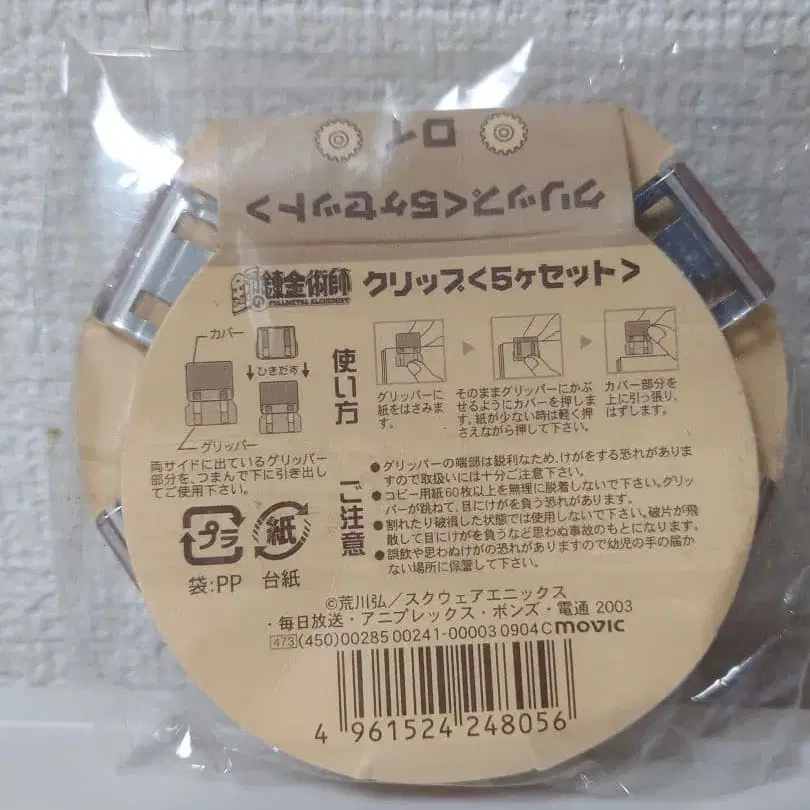 ロイ
クリップ<5ヶセット>
鋼の錬金術師
FULLMETAL ALCHEMIST
クリップ<5ヶセット>
カバー
ひきだす
グリッパー
両サイドに出ているグリッパー
部分を、つまんで下に引き出し
てご使用下さい。
使い方
グリッパーに
紙をはさみま
す。
そのままグリッパーにかぶ
せるようにカバーを押しま
す。紙が少ない時は軽く押
さえながら押して下さい。
カバー部分を
上に引っ張り、
はずします。
ご注意
●グリッパーの端部は鋭利なため、けがをする恐れがありま
すので取扱いには十分ご注意下さい。
●コピー用紙60枚以上を無理に脱着しないで下さい。グリッ
パーが跳ねて、目にけがを負う恐れがあります。
●割れたり破損した状態では使用しないで下さい。破片が飛
散して目にけがを負うなど思わぬ事故のもとになります。
●誤飲や思わぬけがの恐れがありますので幼児の手の届か
ない場所に保管して下さい。
プラ
紙
袋:PP
台紙
©荒川弘／スクウェアエニックス
・毎日放送・アニプレックス・ボンズ・電通 2003
473 (450)00285 00241-00003 0904C movic
4 961524 248056